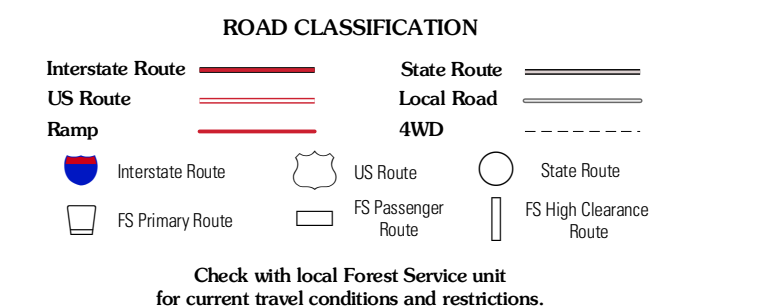 ROAD CLASSIFICATION
Interstate Route
State Route
US Route
Local Road
Ramp
4WD
Interstate Route
US Route
State Route
FS Primary Route
FS Passenger
Route
FS High Clearance
Route
Check with local Forest Service unit
for current travel conditions and restrictions.